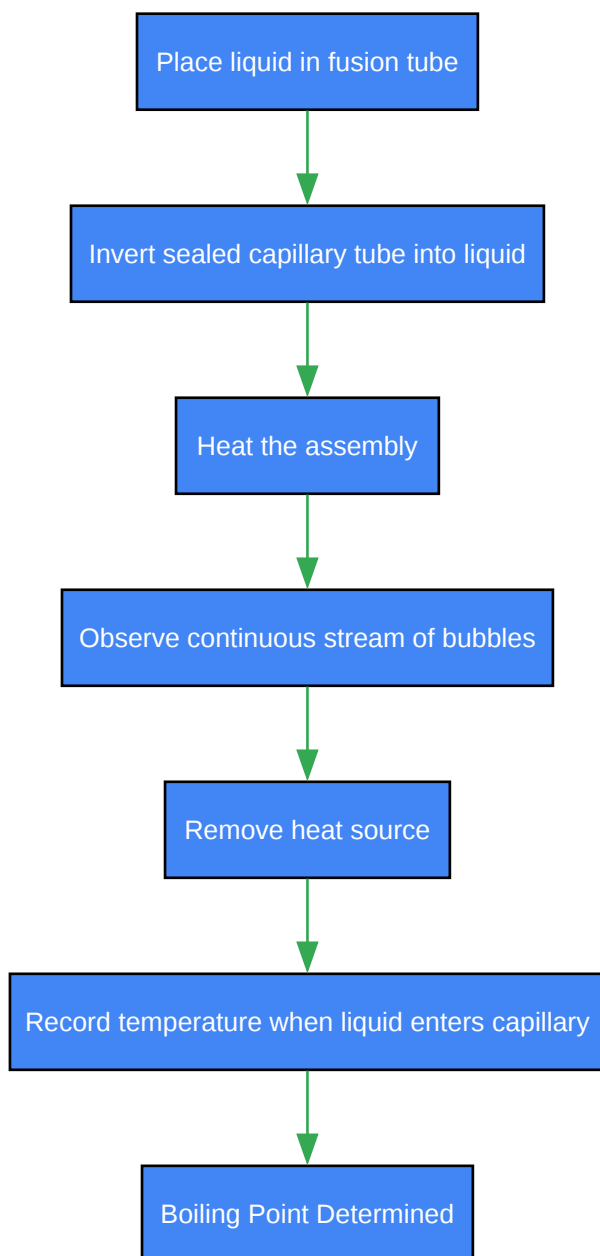 Place liquid in fusion tube
Invert sealed capillary tube into liquid
Heat the assembly
Observe continuous stream of bubbles
Remove heat source
Record temperature when liquid enters capillary
Boiling Point Determined